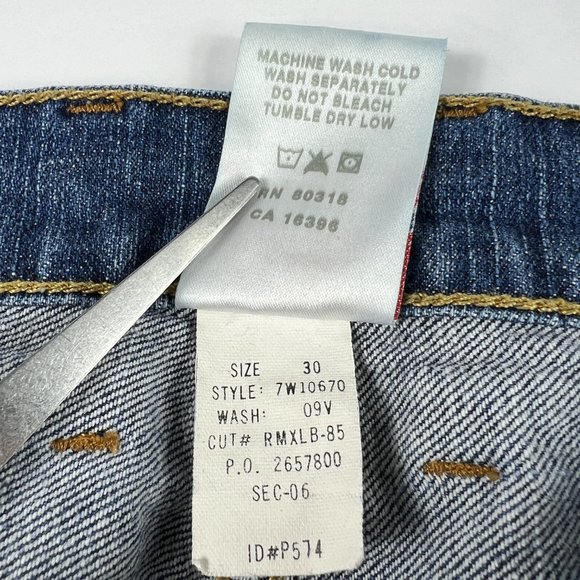 MACHINE WASH COLD
WASH SEPARATELY
DO NOT BLEACH
TUMBLE DRY LOW
RN 80318
CA 16396
SIZE 30
STYLE: 7W10670
WASH: 09V
CUT# RMXLB-85
P.O. 2657800
SEC-06
ID#P574